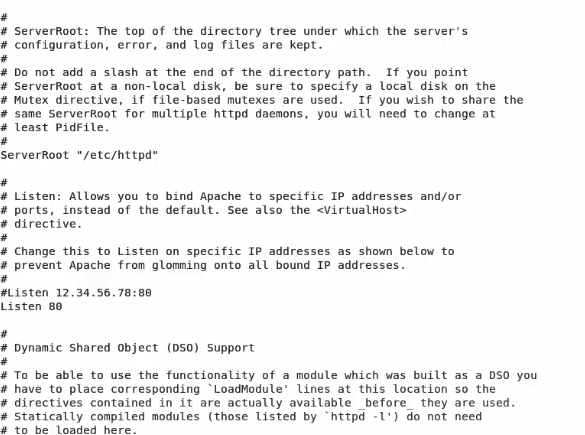 #
# ServerRoot: The top of the directory tree under which the server's
# configuration, error, and log files are kept.
#
# Do not add a slash at the end of the directory path.  If you point
# ServerRoot at a non-local disk, be sure to specify a local disk on the
# Mutex directive, if file-based mutexes are used.  If you wish to share the
# same ServerRoot for multiple httpd daemons, you will need to change at
# least PidFile.
#
ServerRoot "/etc/httpd"

#
# Listen: Allows you to bind Apache to specific IP addresses and/or
# ports, instead of the default. See also the <VirtualHost>
# directive.
#
# Change this to Listen on specific IP addresses as shown below to
# prevent Apache from glomming onto all bound IP addresses.
#
#Listen 12.34.56.78:80
Listen 80

#
# Dynamic Shared Object (DSO) Support
#
# To be able to use the functionality of a module which was built as a DSO you
# have to place corresponding `LoadModule' lines at this location so the
# directives contained in it are actually available _before_ they are used.
# Statically compiled modules (those listed by `httpd -l') do not need
# to be loaded here.